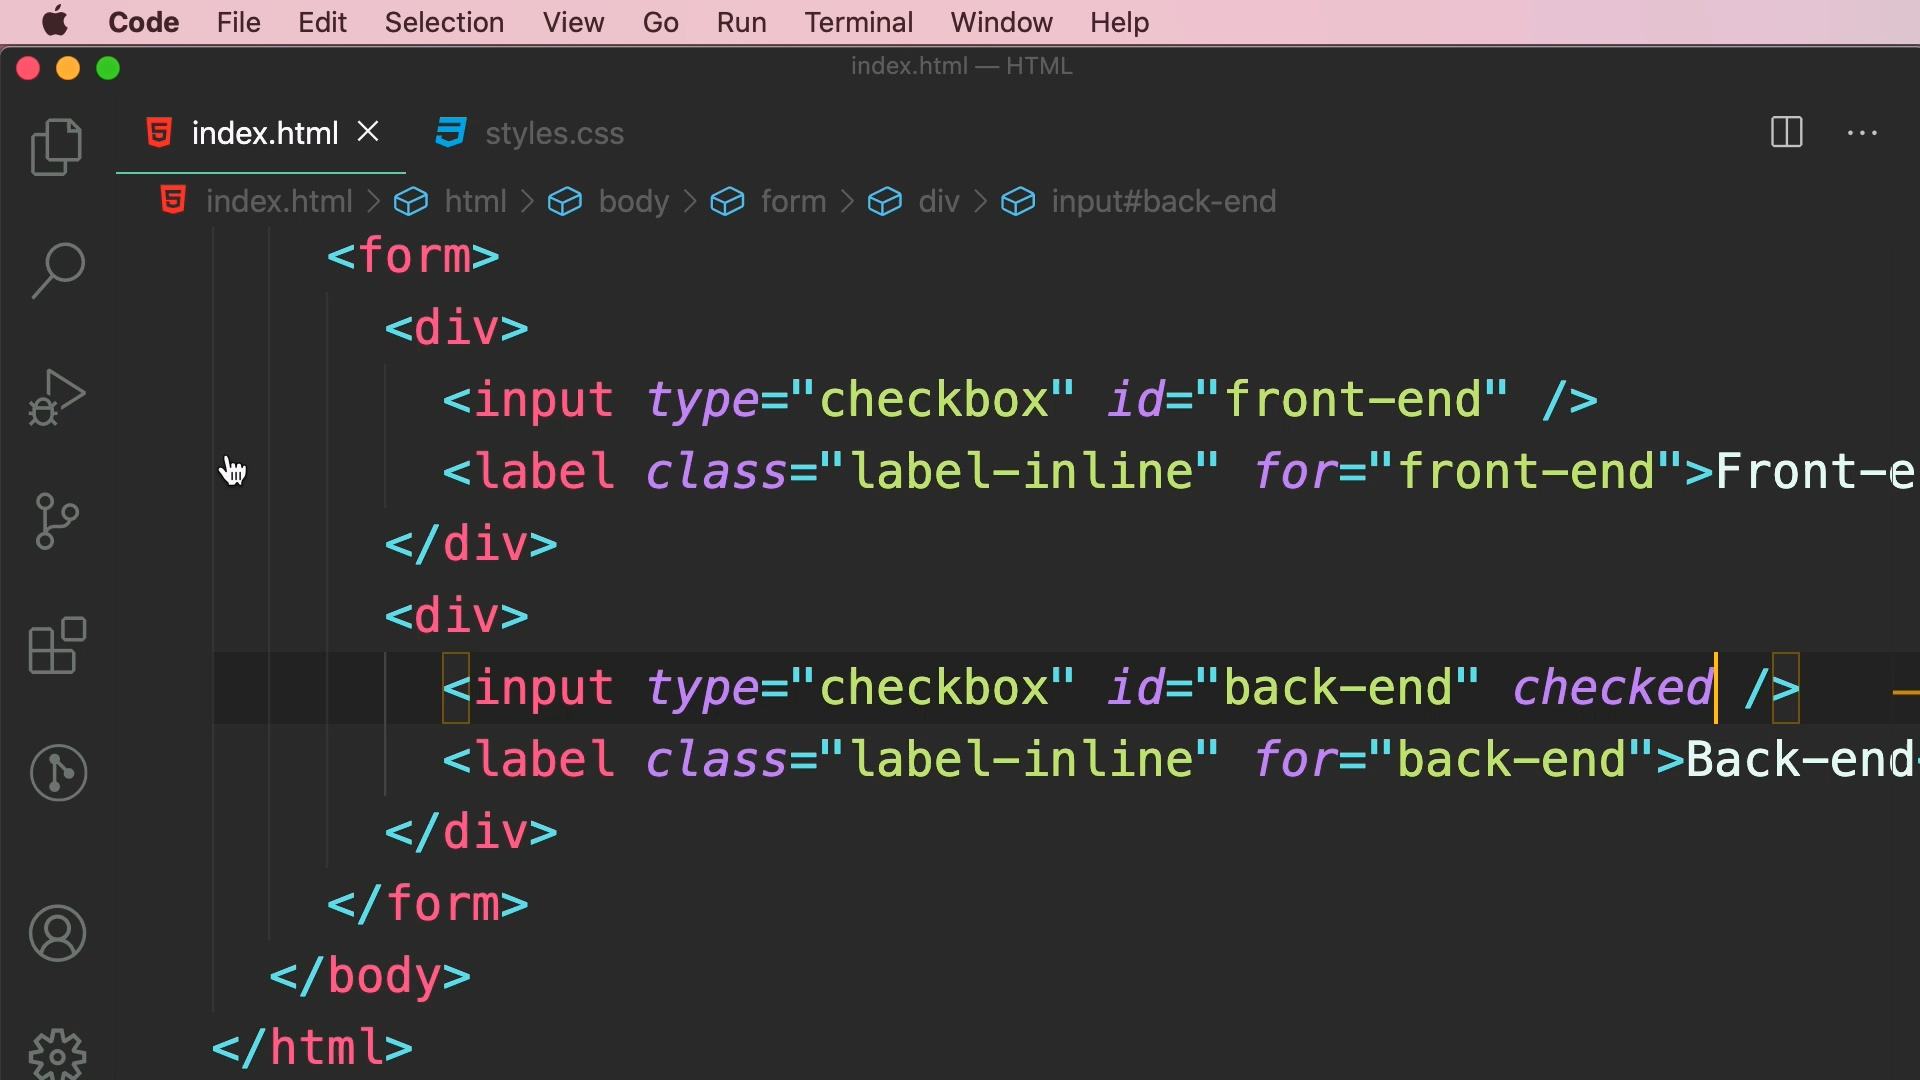 Code File Edit Selection View Go Run Terminal Window Help
index.html — HTML
index.html styles.css
index.html > html > body > form > div > input#back-end
<form>
<div>
<input type="checkbox" id="front-end" />
<label class="label-inline" for="front-end">Front-e
</div>
<div>
<input type="checkbox" id="back-end" checked />
<label class="label-inline" for="back-end">Back-end
</div>
</form>
</body>
</html>